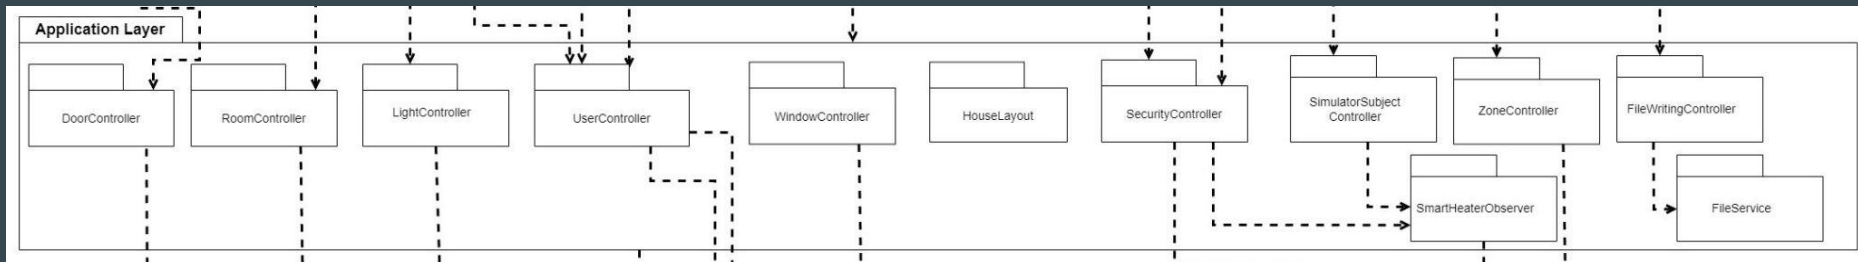 Application Layer
DoorController
RoomController
LightController
UserController
WindowController
HouseLayout
SecurityController
SimulatorSubject
Controller
ZoneController
FileWritingController
SmartHeaterObserver
FileService